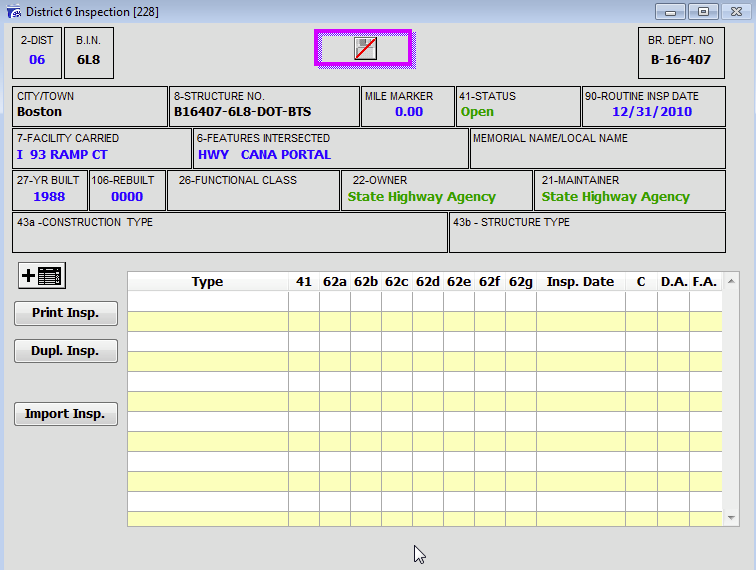 District 6 Inspection [228]
2-DIST B.I.N. BR. DEPT. NO
06 6L8 B-16-407
CITY/TOWN 8-STRUCTURE NO. MILE MARKER 41-STATUS 90-ROUTINE INSP DATE
Boston B16407-6L8-DOT-BTS 0.00 Open 12/31/2010
7-FACILITY CARRIED 6-FEATURES INTERSECTED MEMORIAL NAME/LOCAL NAME
I 93 RAMP CT HWY CANA PORTAL
27-YR BUILT 106-REBUILT 26-FUNCTIONAL CLASS 22-OWNER 21-MAINTAINER
1988 0000 State Highway Agency State Highway Agency
43a -CONSTRUCTION TYPE 43b - STRUCTURE TYPE
Type 41 62a 62b 62c 62d 62e 62f 62g Insp. Date C D.A. F.A.
Print Insp.
Dupl. Insp.
Import Insp.